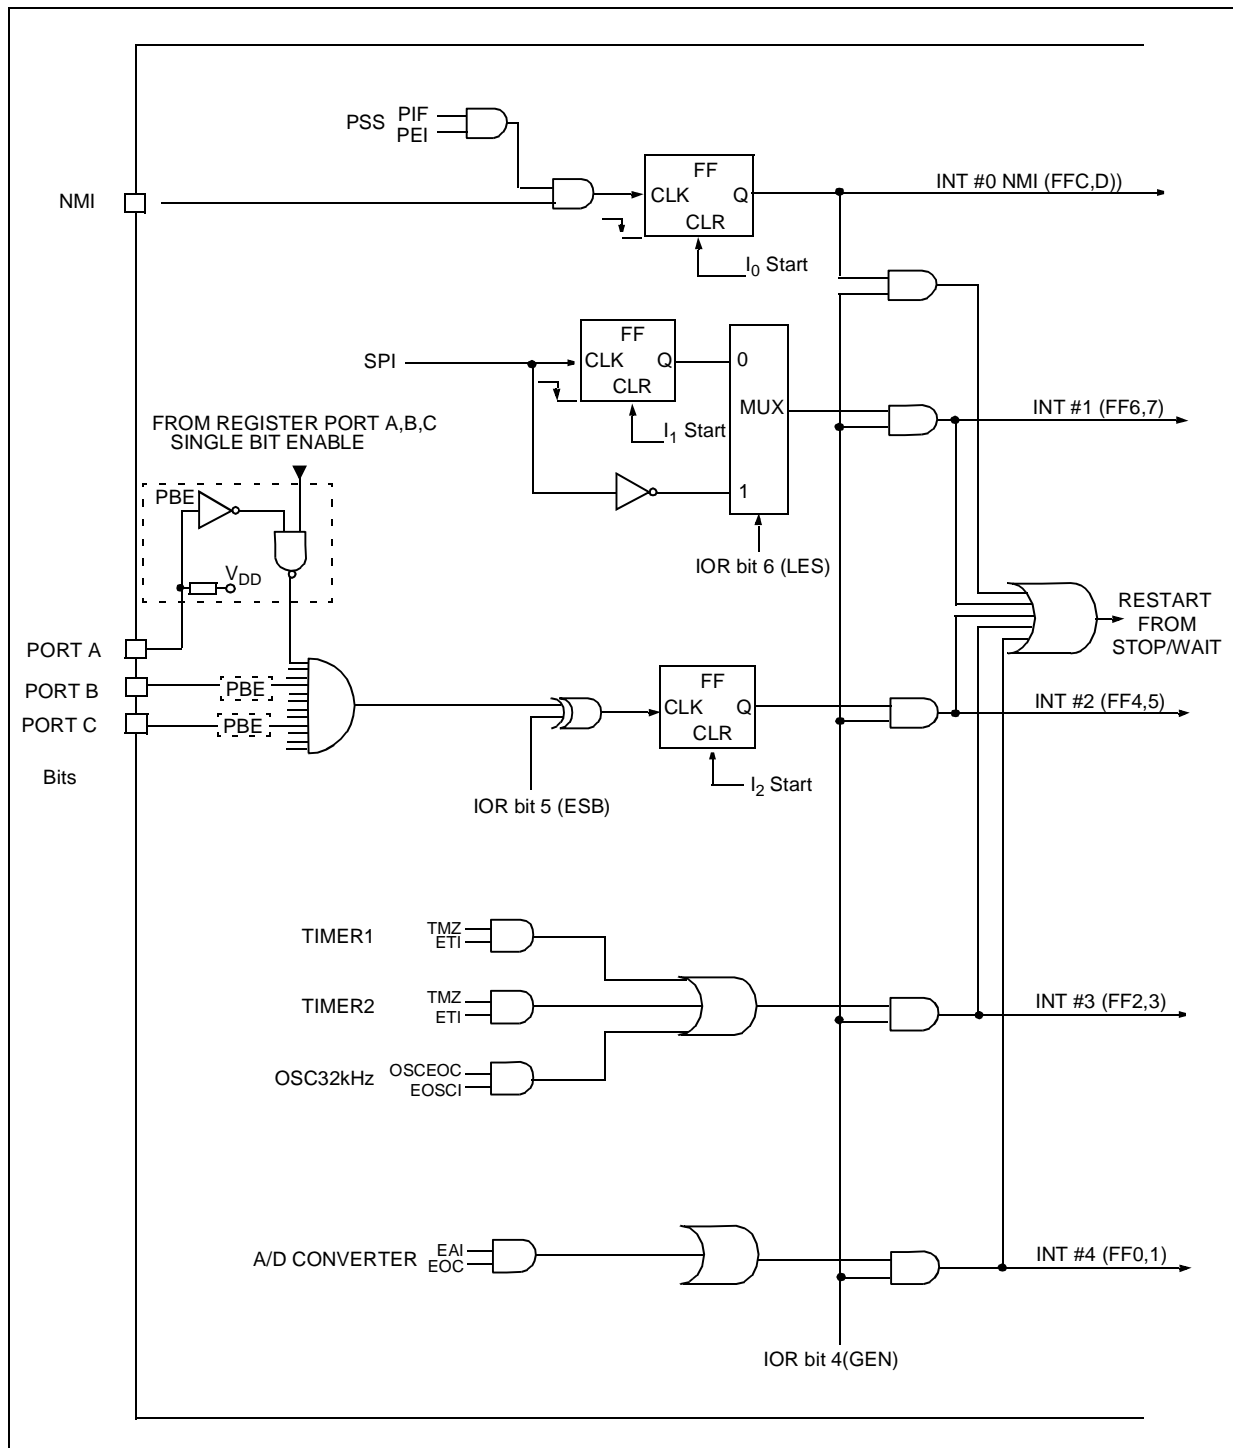 PSS
PIF
PEI
NMI
FF
CLK
Q
CLR
INT #0 NMI (FFC,D))
I0 Start
SPI
FF
CLK
Q
CLR
0
MUX
1
I1 Start
INT #1 (FF6,7)
FROM REGISTER PORT A,B,C
SINGLE BIT ENABLE
PBE
VDD
IOR bit 6 (LES)
RESTART
FROM
STOP/WAIT
PORT A
PORT B
PBE
PORT C
PBE
Bits
FF
CLK
Q
CLR
INT #2 (FF4,5)
I2 Start
IOR bit 5 (ESB)
TIMER1
TMZ
ETI
TIMER2
TMZ
ETI
INT #3 (FF2,3)
OSC32kHz
OSCEOC
EOSCI
A/D CONVERTER
EAI
EOC
INT #4 (FF0,1)
IOR bit 4(GEN)